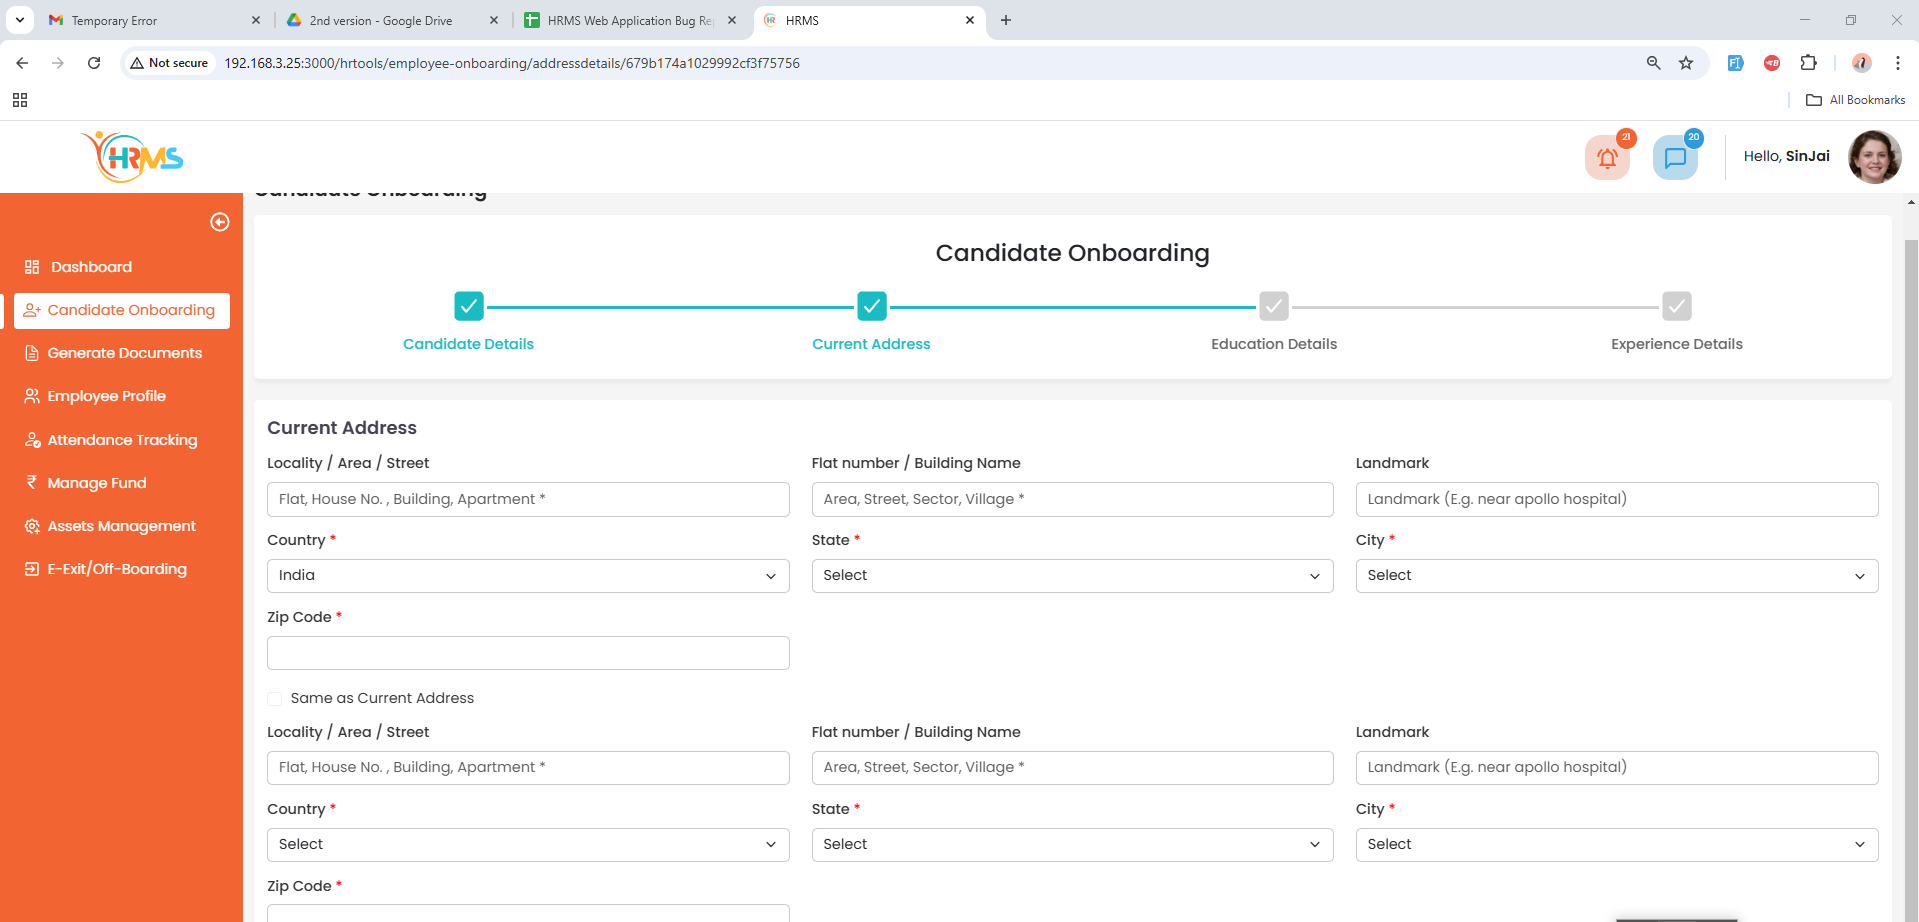 Temporary Error
2nd version - Google Drive
HRMS Web Application Bug Re
HRMS
Not secure
192.168.3.25:3000/hrtools/employee-onboarding/addressdetails/679b174a1029992cf3f75756
All Bookmarks
HRMS
21
20
Hello, SinJai
Candidate Onboarding
Dashboard
Candidate Onboarding
Generate Documents
Employee Profile
Attendance Tracking
Manage Fund
Assets Management
E-Exit/Off-Boarding
Candidate Onboarding
Candidate Details
Current Address
Education Details
Experience Details
Current Address
Locality / Area / Street
Flat number / Building Name
Landmark
Flat, House No. , Building, Apartment *
Area, Street, Sector, Village *
Landmark (E.g. near apollo hospital)
Country *
State *
City *
India
Select
Select
Zip Code *
Same as Current Address
Locality / Area / Street
Flat number / Building Name
Landmark
Flat, House No. , Building, Apartment *
Area, Street, Sector, Village *
Landmark (E.g. near apollo hospital)
Country *
State *
City *
Select
Select
Select
Zip Code *